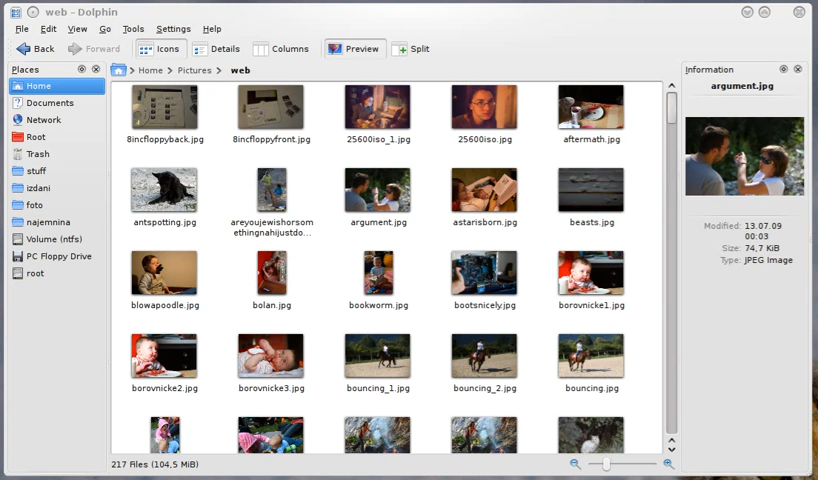 web – Dolphin
File Edit View Go Tools Settings Help
Back Forward Icons Details Columns Preview Split
Places
Home
Documents
Network
Root
Trash
stuff
izdani
foto
najemnina
Volume (ntfs)
PC Floppy Drive
root
Home Pictures web
8incfloppyback.jpg 8incfloppyfront.jpg 25600iso_1.jpg 25600iso.jpg aftermath.jpg
antspotting.jpg areyoujewishorsom argument.jpg astarisborn.jpg beasts.jpg
ethingnahijustdo...
blowapoodle.jpg bolan.jpg bookworm.jpg bootsnicely.jpg borovnicke1.jpg
borovnicke2.jpg borovnicke3.jpg bouncing_1.jpg bouncing_2.jpg bouncing.jpg
217 Files (104,5 MiB)
Information
argument.jpg
Modified: 13.07.09
00:03
Size: 74,7 KiB
Type: JPEG Image